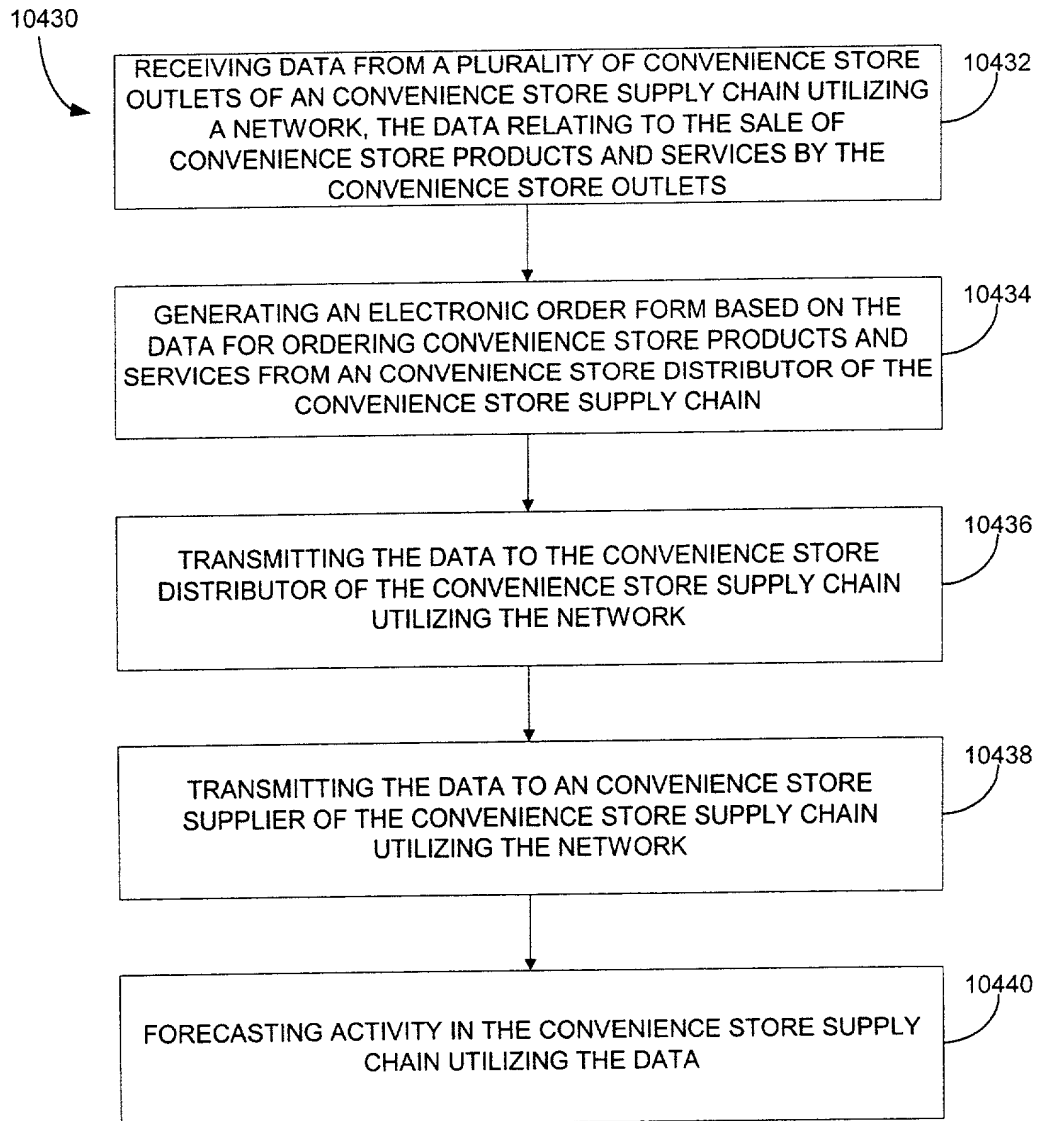 10430
RECEIVING DATA FROM A PLURALITY OF CONVENIENCE STORE
OUTLETS OF AN CONVENIENCE STORE SUPPLY CHAIN UTILIZING
A NETWORK, THE DATA RELATING TO THE SALE OF
CONVENIENCE STORE PRODUCTS AND SERVICES BY THE
CONVENIENCE STORE OUTLETS
10432
GENERATING AN ELECTRONIC ORDER FORM BASED ON THE
DATA FOR ORDERING CONVENIENCE STORE PRODUCTS AND
SERVICES FROM AN CONVENIENCE STORE DISTRIBUTOR OF THE
CONVENIENCE STORE SUPPLY CHAIN
10434
TRANSMITTING THE DATA TO THE CONVENIENCE STORE
DISTRIBUTOR OF THE CONVENIENCE STORE SUPPLY CHAIN
UTILIZING THE NETWORK
10436
TRANSMITTING THE DATA TO AN CONVENIENCE STORE
SUPPLIER OF THE CONVENIENCE STORE SUPPLY CHAIN
UTILIZING THE NETWORK
10438
FORECASTING ACTIVITY IN THE CONVENIENCE STORE SUPPLY
CHAIN UTILIZING THE DATA
10440